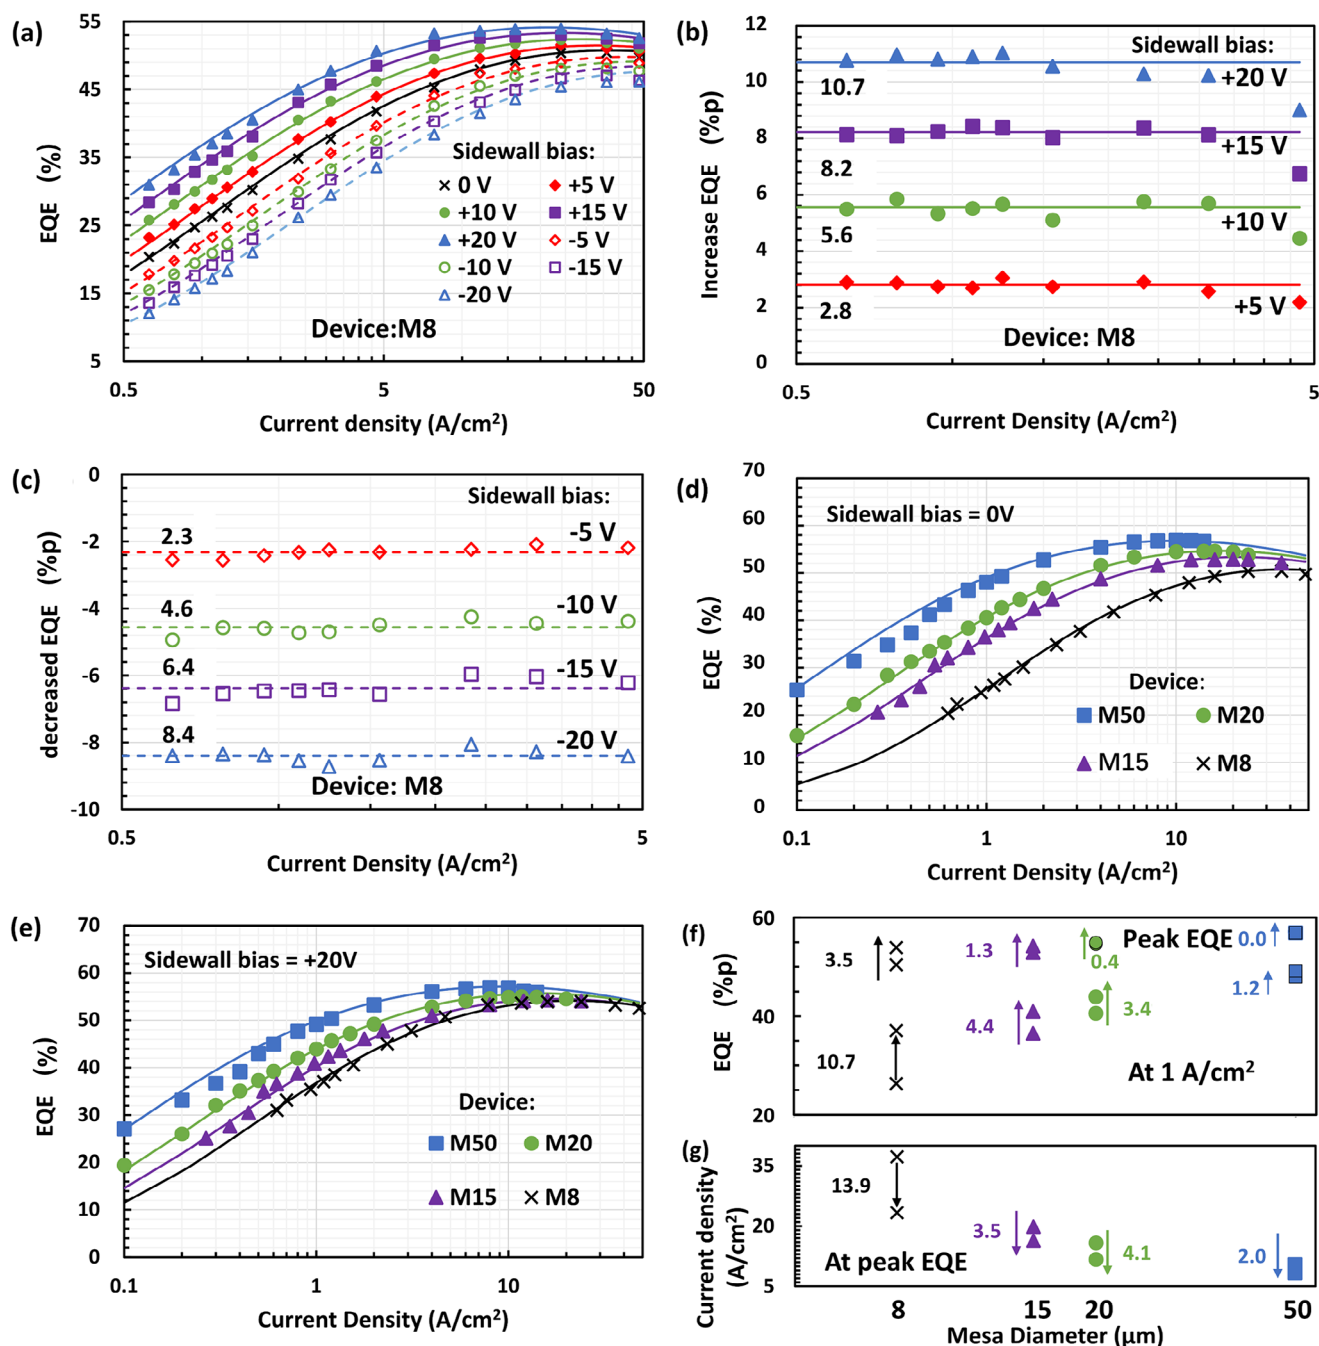 (a)
55
45
35
25
15
5
EQE (%)
Sidewall bias:
0 V
+5 V
+10 V
+15 V
+20 V
-5 V
-10 V
-15 V
-20 V
Device:M8
0.5
5
50
Current density (A/cm²)
(b)
12
10
8
6
4
2
0
Increase EQE (%p)
Sidewall bias:
10.7
+20 V
+15 V
8.2
+10 V
5.6
+5 V
2.8
Device: M8
0.5
5
Current Density (A/cm²)
(c)
0
-2
-4
-6
-8
-10
decreased EQE (%p)
Sidewall bias:
2.3
-5 V
4.6
-10 V
6.4
-15 V
8.4
-20 V
Device: M8
0.5
5
Current Density (A/cm²)
(d)
70
60
50
40
30
20
10
0
EQE (%)
Sidewall bias = 0V
Device:
M50
M20
M15
M8
0.1
1
10
Current Density (A/cm²)
(e)
70
60
50
40
30
20
10
0
EQE (%)
Sidewall bias = +20V
Device:
M50
M20
M15
M8
0.1
1
10
Current Density (A/cm²)
(f)
60
40
20
EQE (%p)
3.5
1.3
0.4
Peak EQE
0.0
1.2
10.7
4.4
3.4
At 1 A/cm²
(g)
35
20
5
Current density
(A/cm²)
13.9
3.5
4.1
2.0
At peak EQE
8
15
20
50
Mesa Diameter (µm)